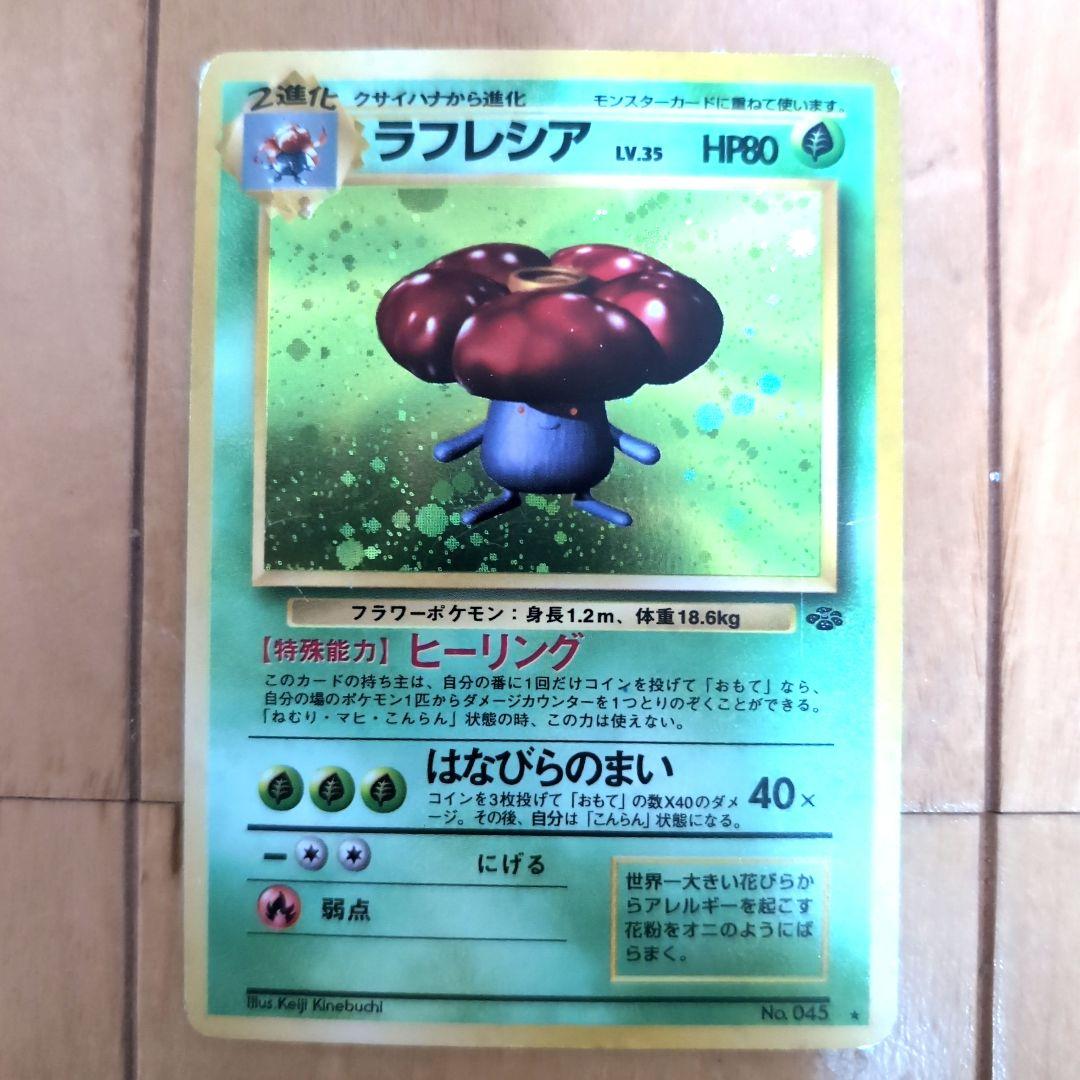 2進化 クサイハナから進化 モンスターカードに重ねて使います。
ラフレシア LV.35 HP80
フラワーポケモン：身長1.2m、体重18.6kg
【特殊能力】ヒーリング
このカードの持ち主は、自分の番に1回だけコインを投げて「おもて」なら、
自分の場のポケモン1匹からダメージカウンターを1つとりのぞくことができる。
「ねむり・マヒ・こんらん」状態の時、この力は使えない。
はなびらのまい
コインを3枚投げて「おもて」の数X40のダメ
ージ。その後、自分は「こんらん」状態になる。
40×
にげる
弱点
世界一大きい花びらか
らアレルギーを起こす
花粉をオニのようにば
らまく。
Illus. Keiji Kinebuchi
No. 045 ★